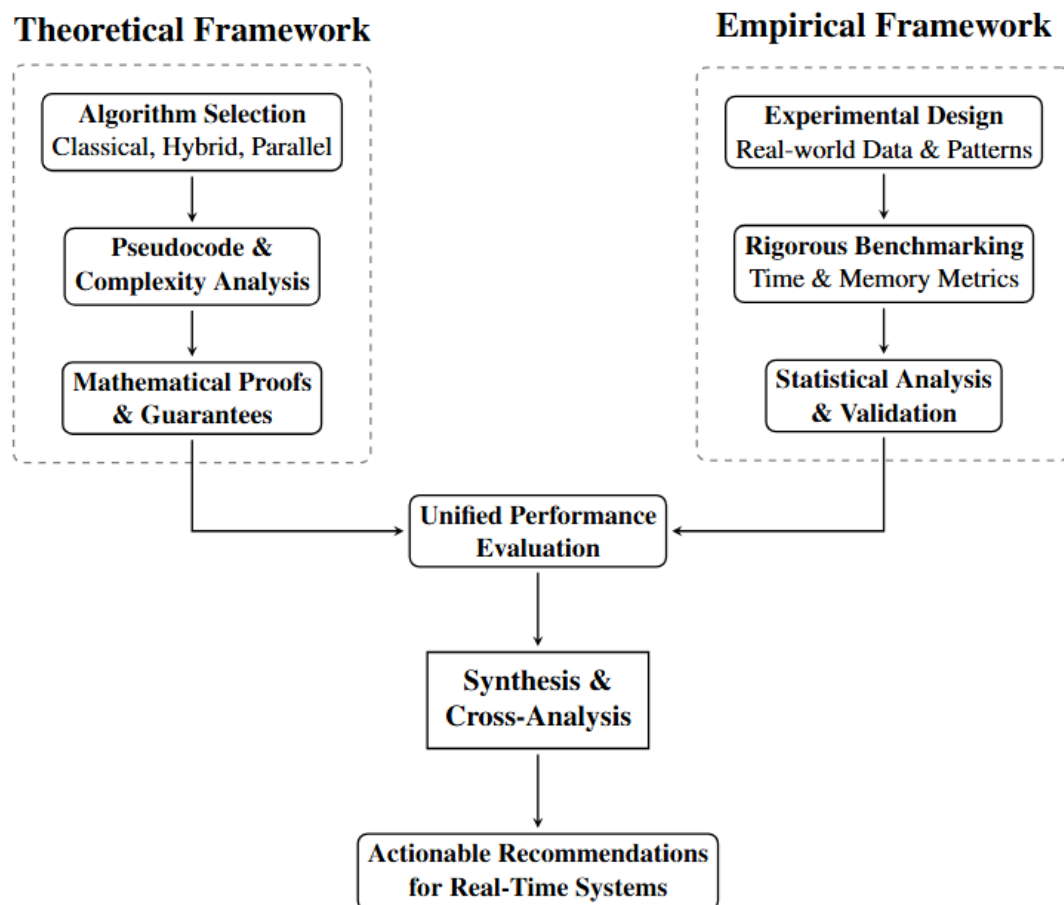 Theoretical Framework
Algorithm Selection
Classical, Hybrid, Parallel
Pseudocode &
Complexity Analysis
Mathematical Proofs
& Guarantees
Empirical Framework
Experimental Design
Real-world Data & Patterns
Rigorous Benchmarking
Time & Memory Metrics
Statistical Analysis
& Validation
Unified Performance
Evaluation
Synthesis &
Cross-Analysis
Actionable Recommendations
for Real-Time Systems